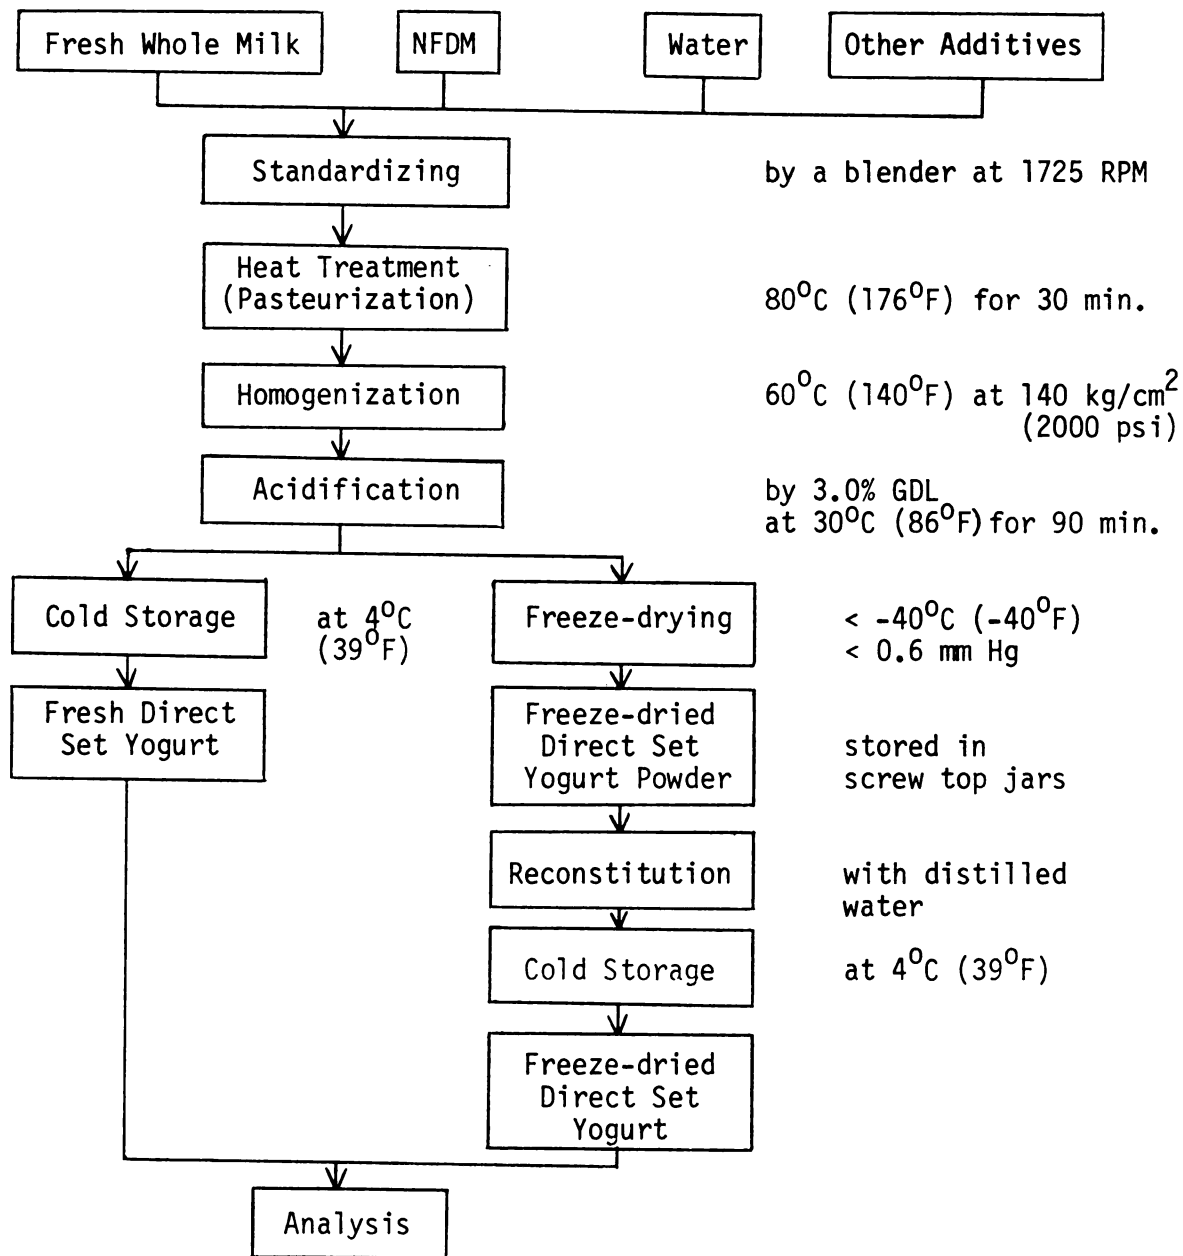 Fresh Whole Milk
NFDM
Water
Other Additives
Standardizing
by a blender at 1725 RPM
Heat Treatment
(Pasteurization)
80°C (176°F) for 30 min.
Homogenization
60°C (140°F) at 140 kg/cm²
(2000 psi)
Acidification
by 3.0% GDL
at 30°C (86°F) for 90 min.
Cold Storage
at 4°C
(39°F)
Freeze-drying
< -40°C (-40°F)
< 0.6 mm Hg
Fresh Direct
Set Yogurt
Freeze-dried
Direct Set
Yogurt Powder
stored in
screw top jars
Reconstitution
with distilled
water
Cold Storage
at 4°C (39°F)
Freeze-dried
Direct Set
Yogurt
Analysis